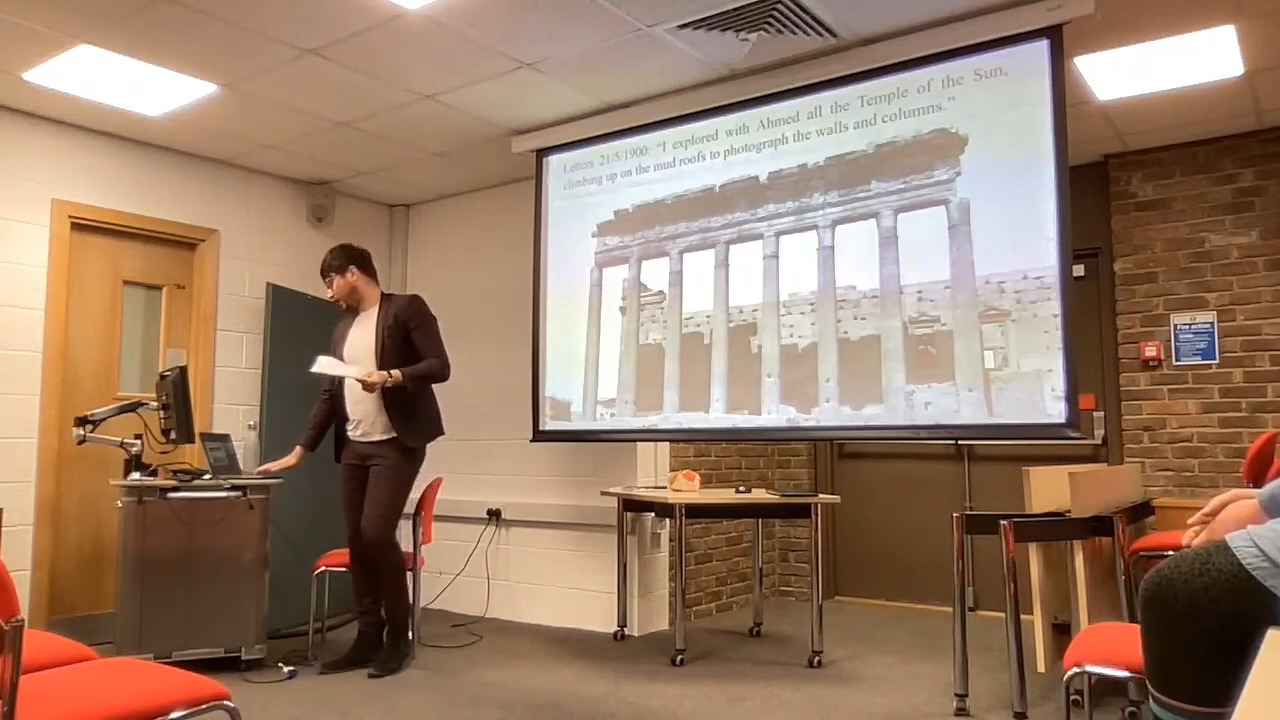 Letters 21/5/1900: "I explored with Ahmed all the Temple of the Sun,
climbing up on the mud roofs to photograph the walls and columns."
Fire action